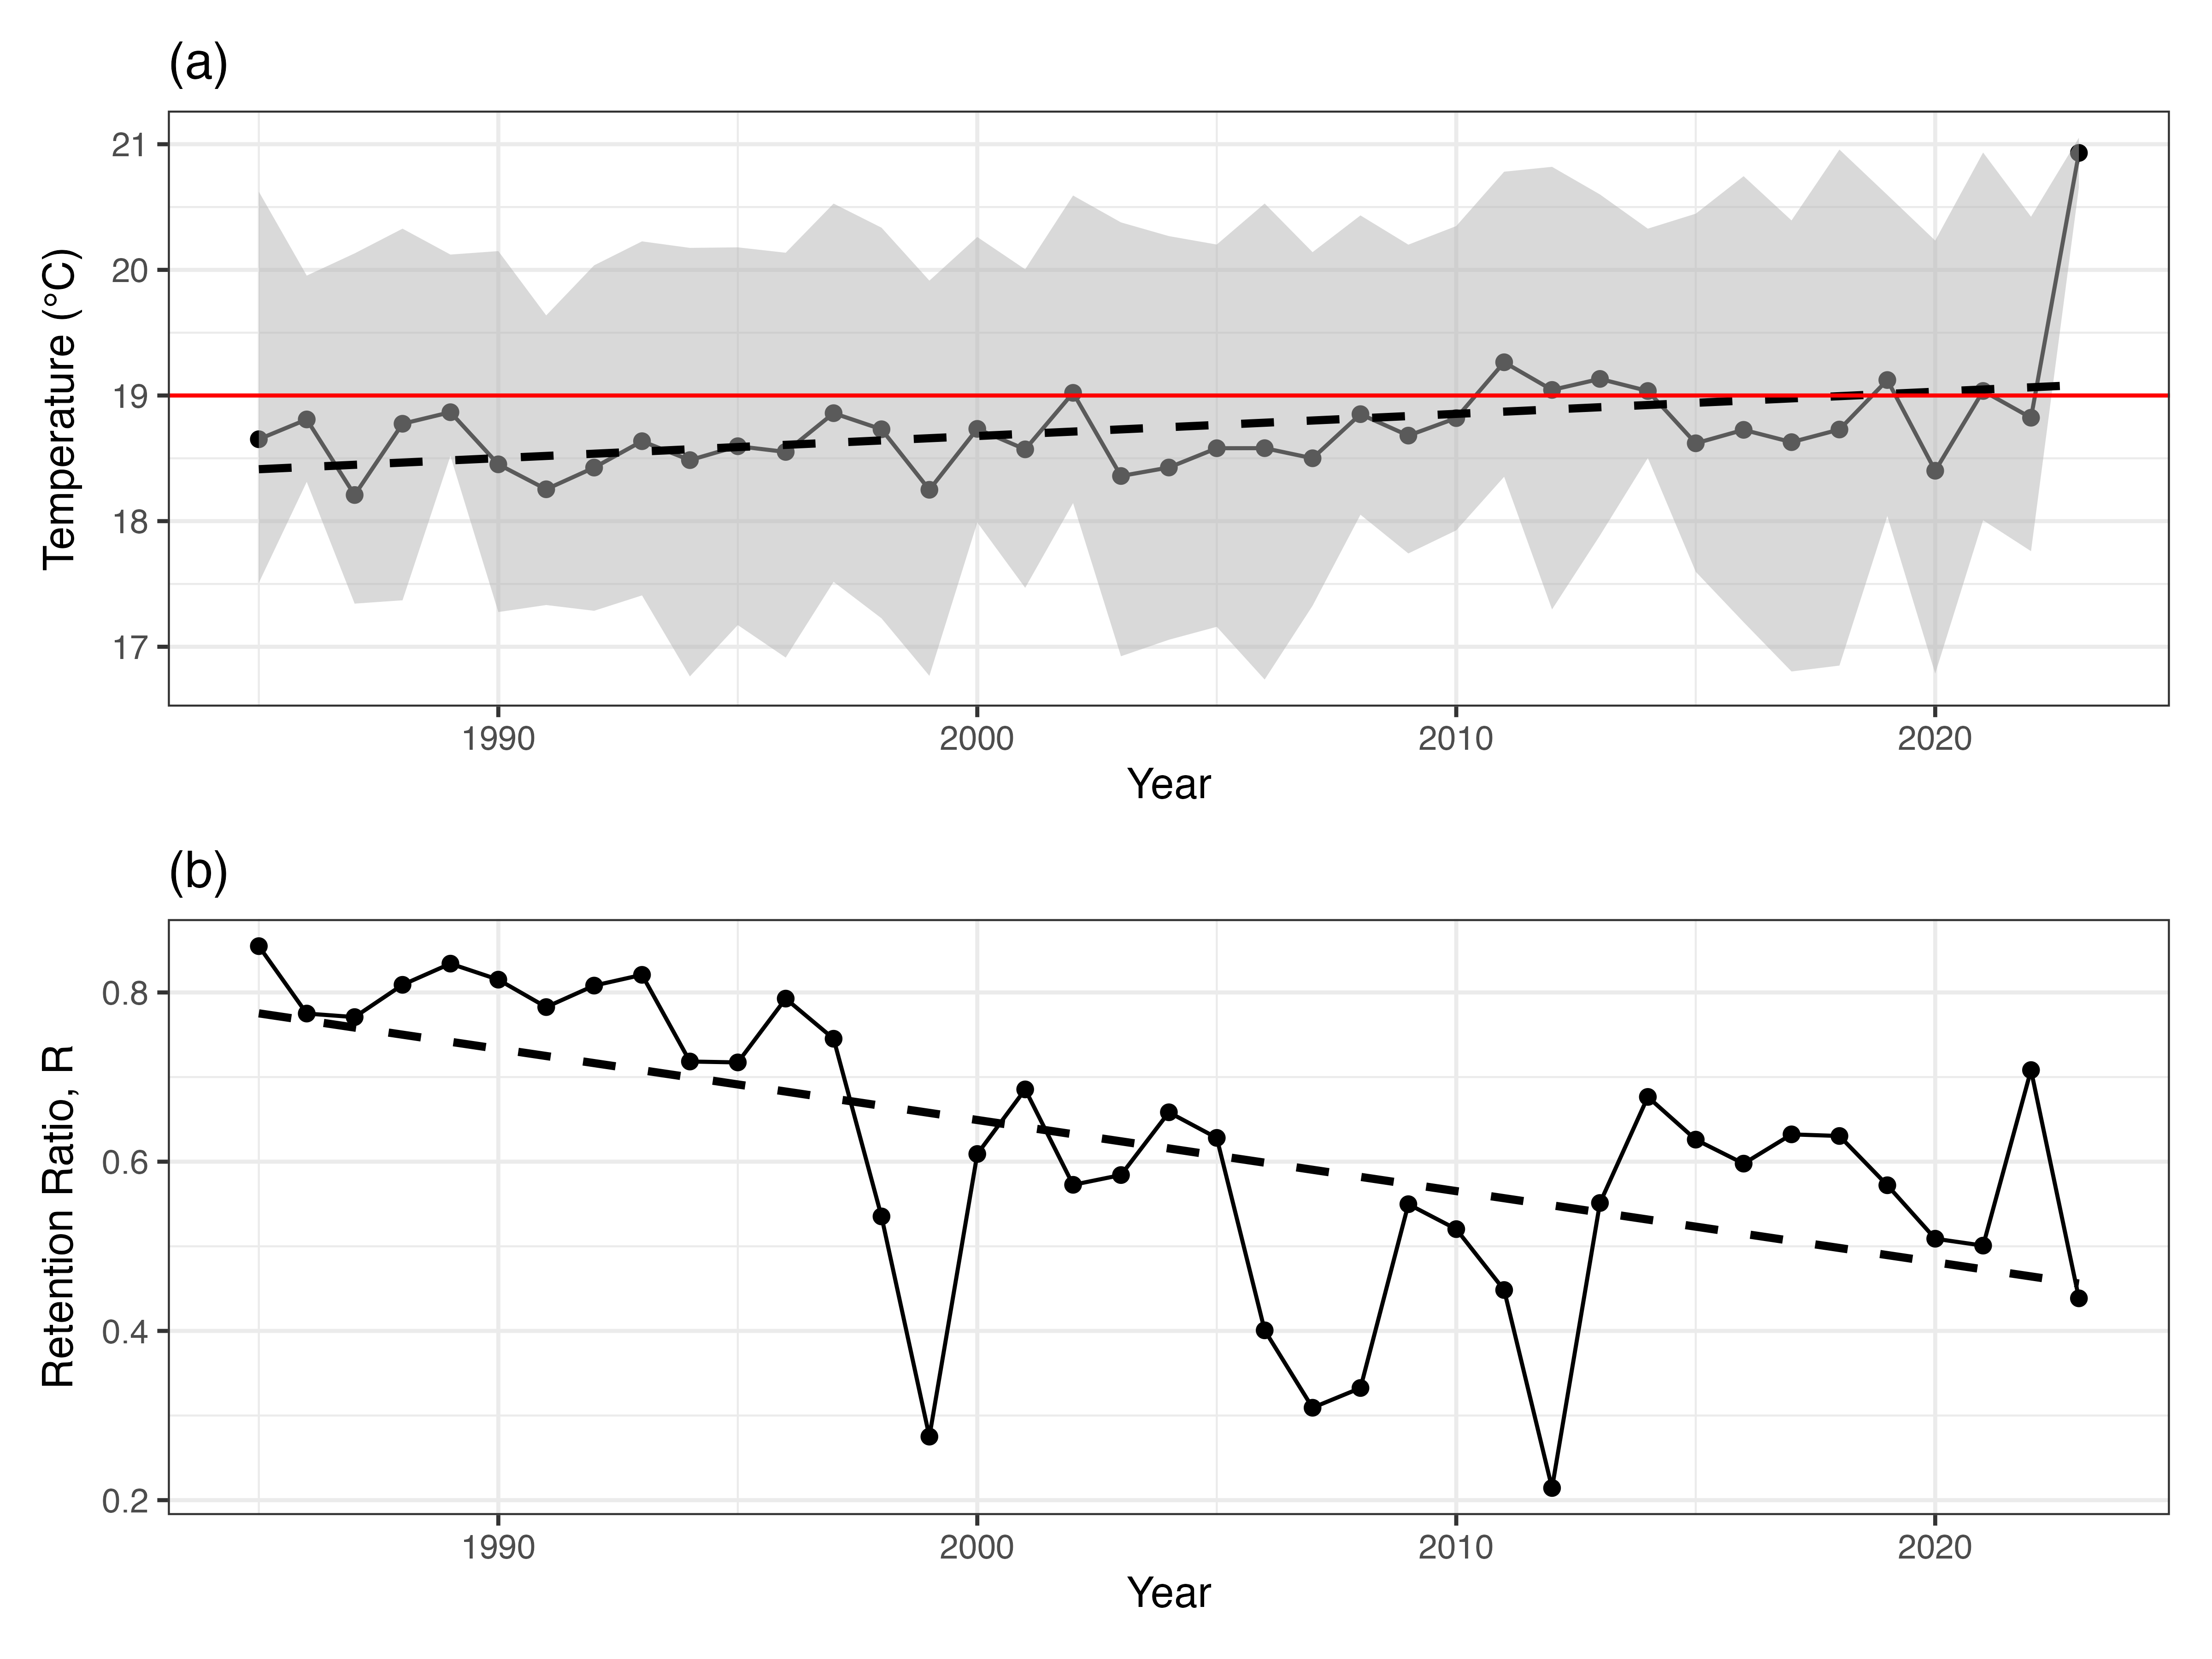 (a)
Temperature (°C)
21
20
19
18
17
1990 2000 2010 2020
Year
(b)
Retention Ratio, R
0.8
0.6
0.4
0.2
1990 2000 2010 2020
Year